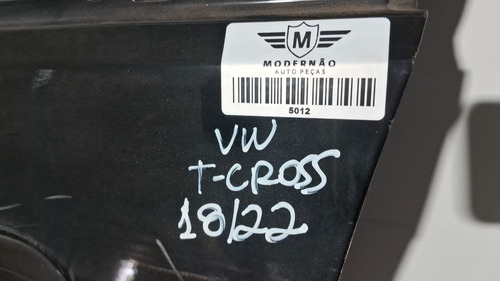 M
MODERNÃO
AUTO PEÇAS
5012
VW
T-CROSS
18/22